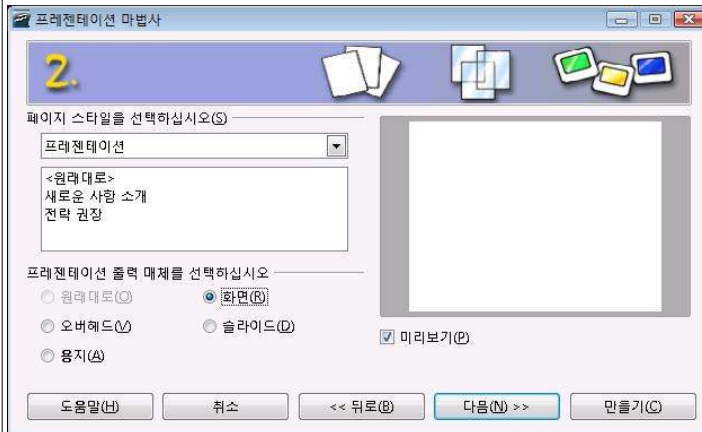 프레젠테이션 마법사
2.
페이지 스타일을 선택하십시오(S)
프레젠테이션
<원래대로>
새로운 사항 소개
전략 권장
프레젠테이션 출력 매체를 선택하십시오
원래대로(O) 화면(R)
오버헤드(V) 슬라이드(D)
용지(A)
미리보기(P)
도움말(H) 취소 << 뒤로(B) 다음(N) >> 만들기(C)